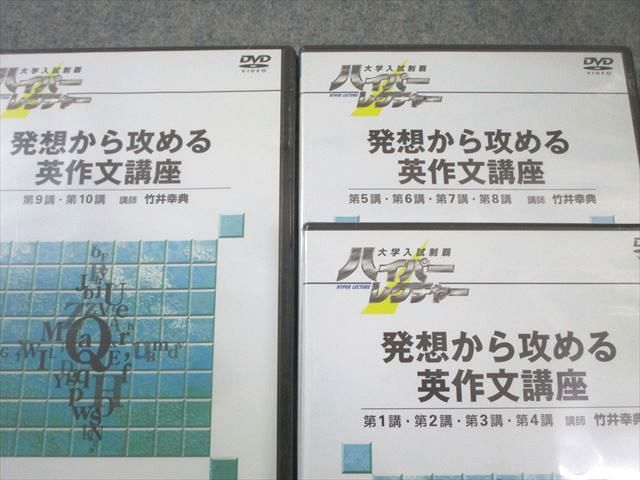 大学入試制覇
ハイパー
レクチャー
DVD
VIDEO
発想から攻める
英作文講座
第9講・第10講 講師 竹井幸典
大学入試制覇
ハイパー
HYPER LECTURE
レクチャー
DVD
VIDEO
発想から攻める
英作文講座
第5講・第6講・第7講・第8講 講師 竹井幸典
大学入試制覇
ハイパー
HYPER LECTURE
レクチャー
発想から攻める
英作文講座
第1講・第2講・第3講・第4講 講師 竹井幸典